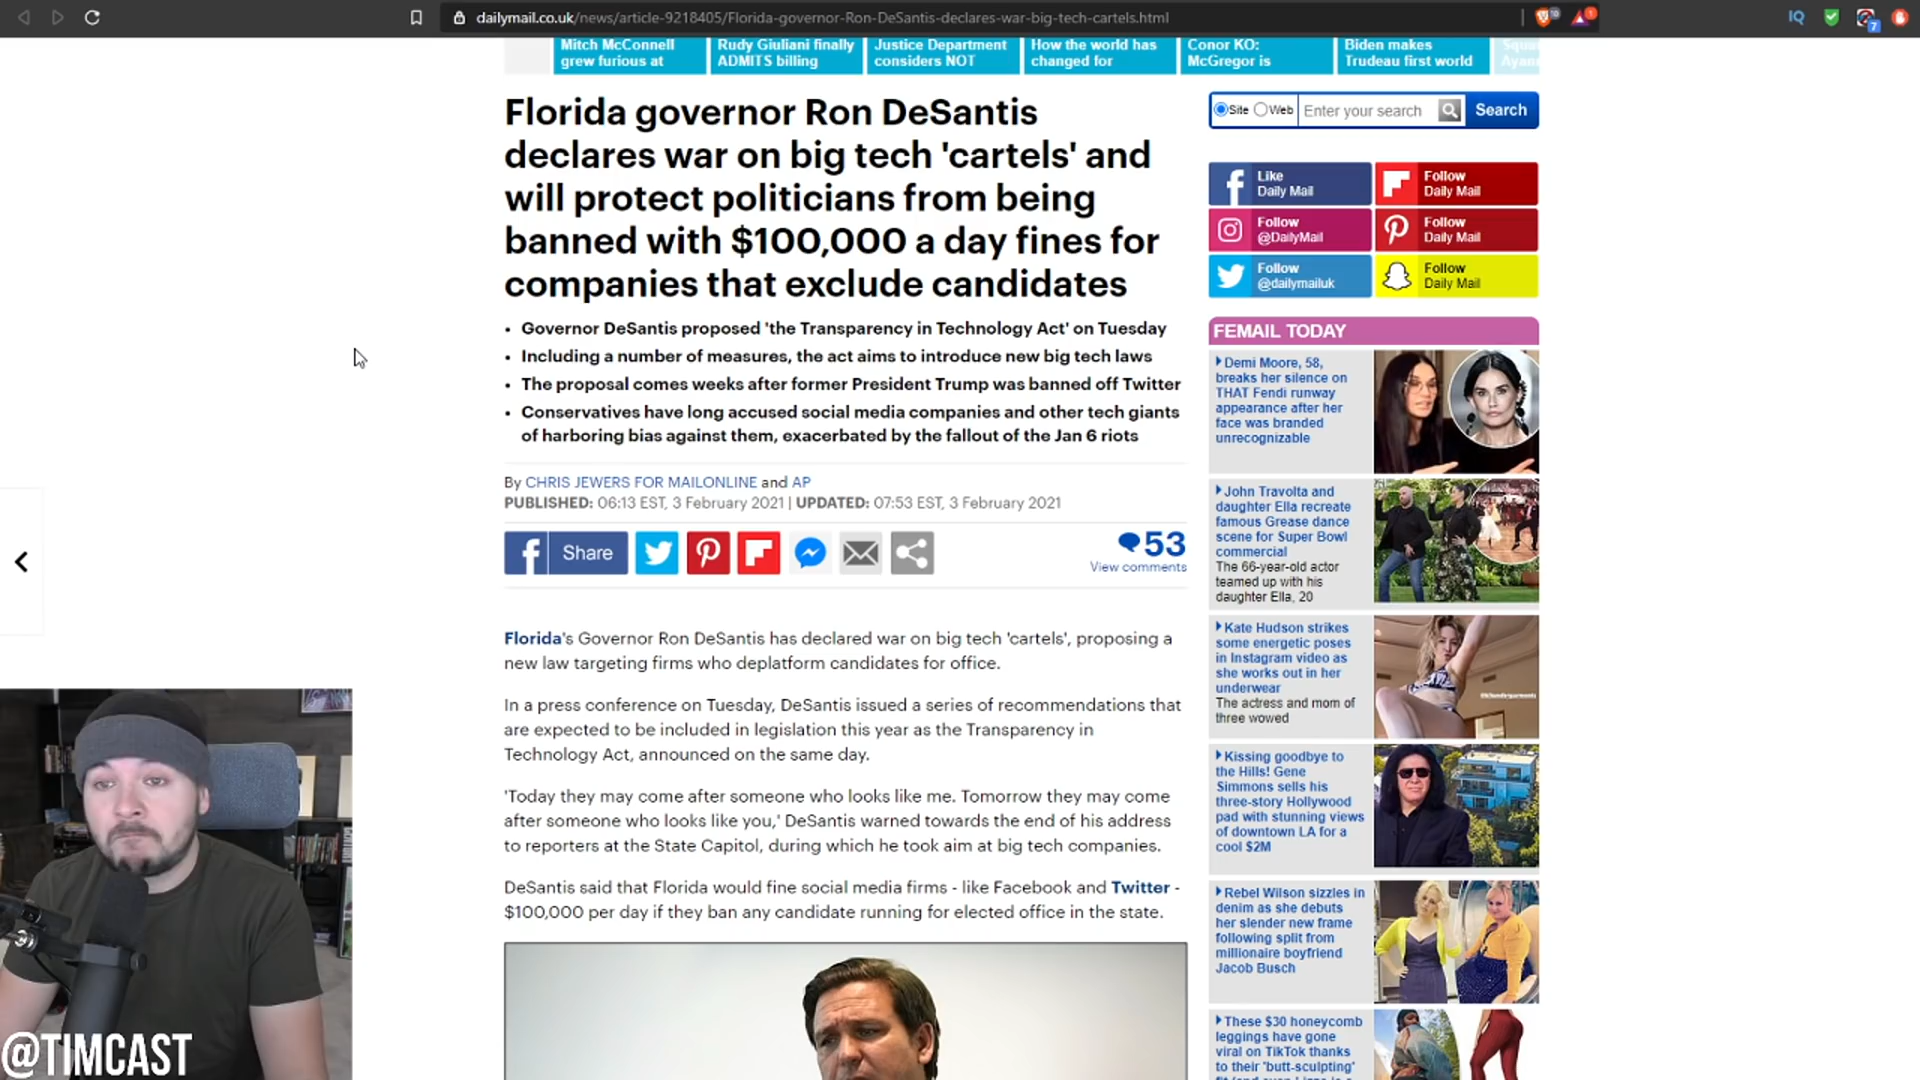 dailymail.co.uk/news/article-9218405/Florida-governor-Ron-DeSantis-declares-war-big-tech-cartels.html
IQ
7
Mitch McConnell
grew furious at
Rudy Giuliani finally
ADMITS billing
Justice Department
considers NOT
How the world has
changed for
Conor KO:
McGregor is
Biden makes
Trudeau first world
Florida governor Ron DeSantis
declares war on big tech 'cartels' and
will protect politicians from being
banned with $100,000 a day fines for
companies that exclude candidates
• Governor DeSantis proposed 'the Transparency in Technology Act' on Tuesday
• Including a number of measures, the act aims to introduce new big tech laws
• The proposal comes weeks after former President Trump was banned off Twitter
• Conservatives have long accused social media companies and other tech giants
of harboring bias against them, exacerbated by the fallout of the Jan 6 riots
By CHRIS JEWERS FOR MAILONLINE and AP
PUBLISHED: 06:13 EST, 3 February 2021 | UPDATED: 07:53 EST, 3 February 2021
Share
53
View comments
Florida's Governor Ron DeSantis has declared war on big tech 'cartels', proposing a
new law targeting firms who deplatform candidates for office.
In a press conference on Tuesday, DeSantis issued a series of recommendations that
are expected to be included in legislation this year as the Transparency in
Technology Act, announced on the same day.
'Today they may come after someone who looks like me. Tomorrow they may come
after someone who looks like you,' DeSantis warned towards the end of his address
to reporters at the State Capitol, during which he took aim at big tech companies.
DeSantis said that Florida would fine social media firms - like Facebook and Twitter -
$100,000 per day if they ban any candidate running for elected office in the state.
Site Web Enter your search Search
Like
Daily Mail
Follow
Daily Mail
Follow
@DailyMail
Follow
Daily Mail
Follow
@dailymailuk
Follow
Daily Mail
FEMAIL TODAY
Demi Moore, 58,
breaks her silence on
THAT Fendi runway
appearance after her
face was branded
unrecognizable
John Travolta and
daughter Ella recreate
famous Grease dance
scene for Super Bowl
commercial
The 66-year-old actor
teamed up with his
daughter Ella, 20
Kate Hudson strikes
some energetic poses
in Instagram video as
she works out in her
underwear
The actress and mom of
three wowed
Kissing goodbye to
the Hills! Gene
Simmons sells his
three-story Hollywood
pad with stunning views
of downtown LA for a
cool $2M
Rebel Wilson sizzles in
denim as she debuts
her slender new frame
following split from
millionaire boyfriend
Jacob Busch
These $30 honeycomb
leggings have gone
viral on TikTok thanks
to their 'butt-sculpting'
@TIMCAST